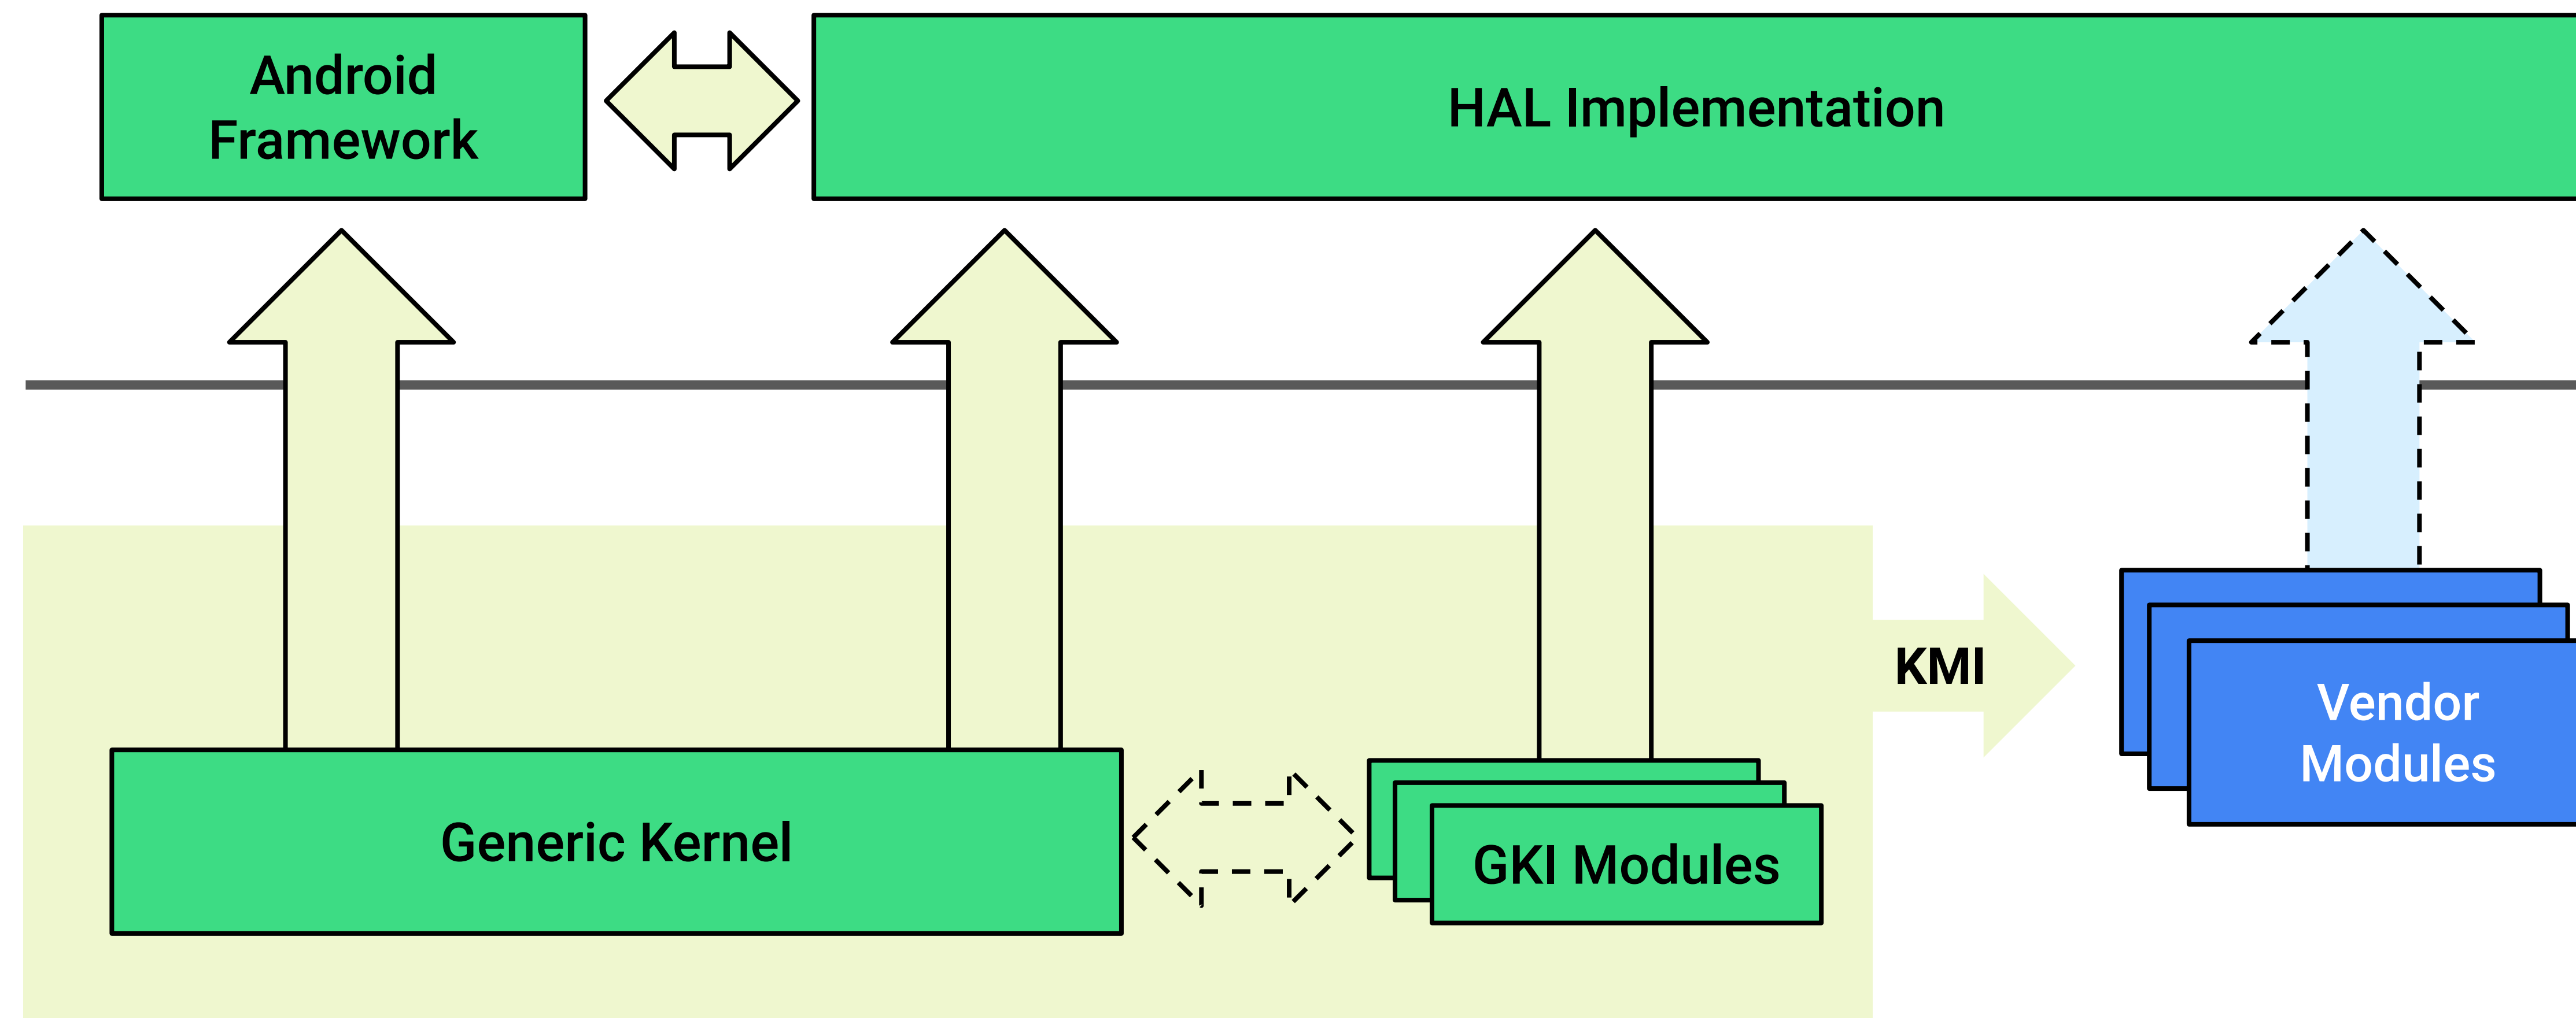 Android
Framework
HAL Implementation
KMI
Vendor
Modules
Generic Kernel
GKI Modules